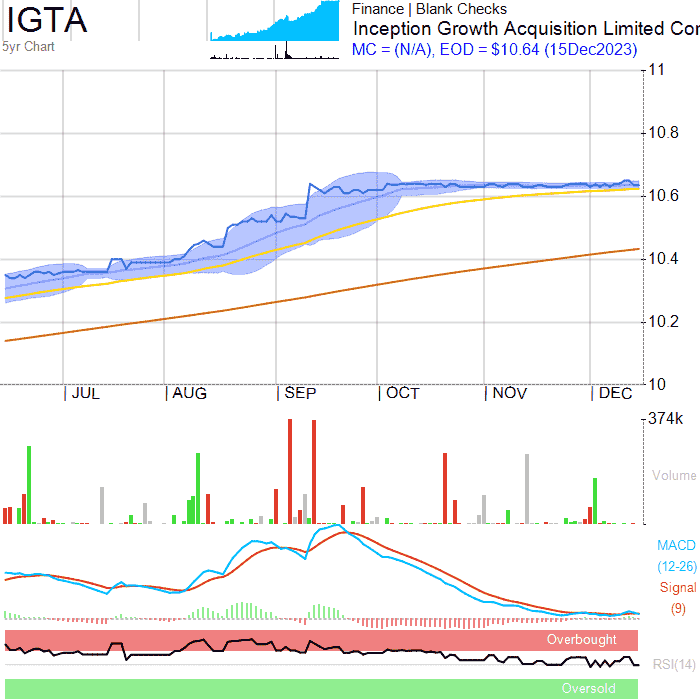 IGTA
5yr Chart
Finance | Blank Checks
Inception Growth Acquisition Limited Cor
MC = (N/A), EOD = $10.64 (15Dec2023)
11
10.8
10.6
10.4
10.2
10
JUL AUG SEP OCT NOV DEC
374k
Volume
MACD
(12-26)
Signal
(9)
Overbought
RSI(14)
Oversold